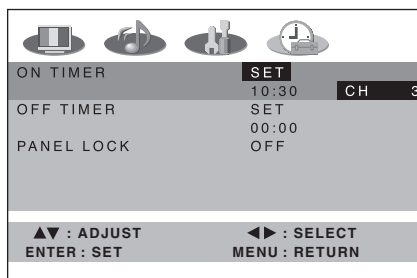 ON TIMER SET
10:30 CH 3
OFF TIMER SET
00:00
PANEL LOCK OFF
▲▼ : ADJUST ◀▶ : SELECT
ENTER : SET MENU : RETURN